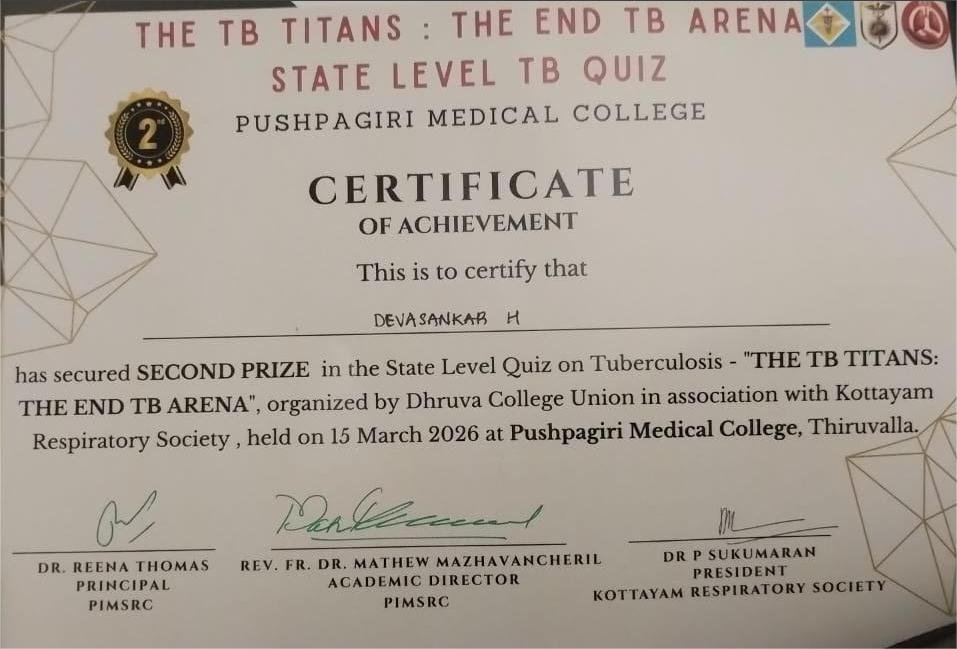 THE TB TITANS : THE END TB ARENA
STATE LEVEL TB QUIZ
PUSHPAGIRI MEDICAL COLLEGE
2nd
CERTIFICATE
OF ACHIEVEMENT
This is to certify that
DEVASANKAR H
has secured SECOND PRIZE in the State Level Quiz on Tuberculosis - "THE TB TITANS:
THE END TB ARENA", organized by Dhruva College Union in association with Kottayam
Respiratory Society , held on 15 March 2026 at Pushpagiri Medical College, Thiruvalla.
DR. REENA THOMAS
PRINCIPAL
PIMSRC
REV. FR. DR. MATHEW MAZHAVANCHERIL
ACADEMIC DIRECTOR
PIMSRC
DR P SUKUMARAN
PRESIDENT
KOTTAYAM RESPIRATORY SOCIETY